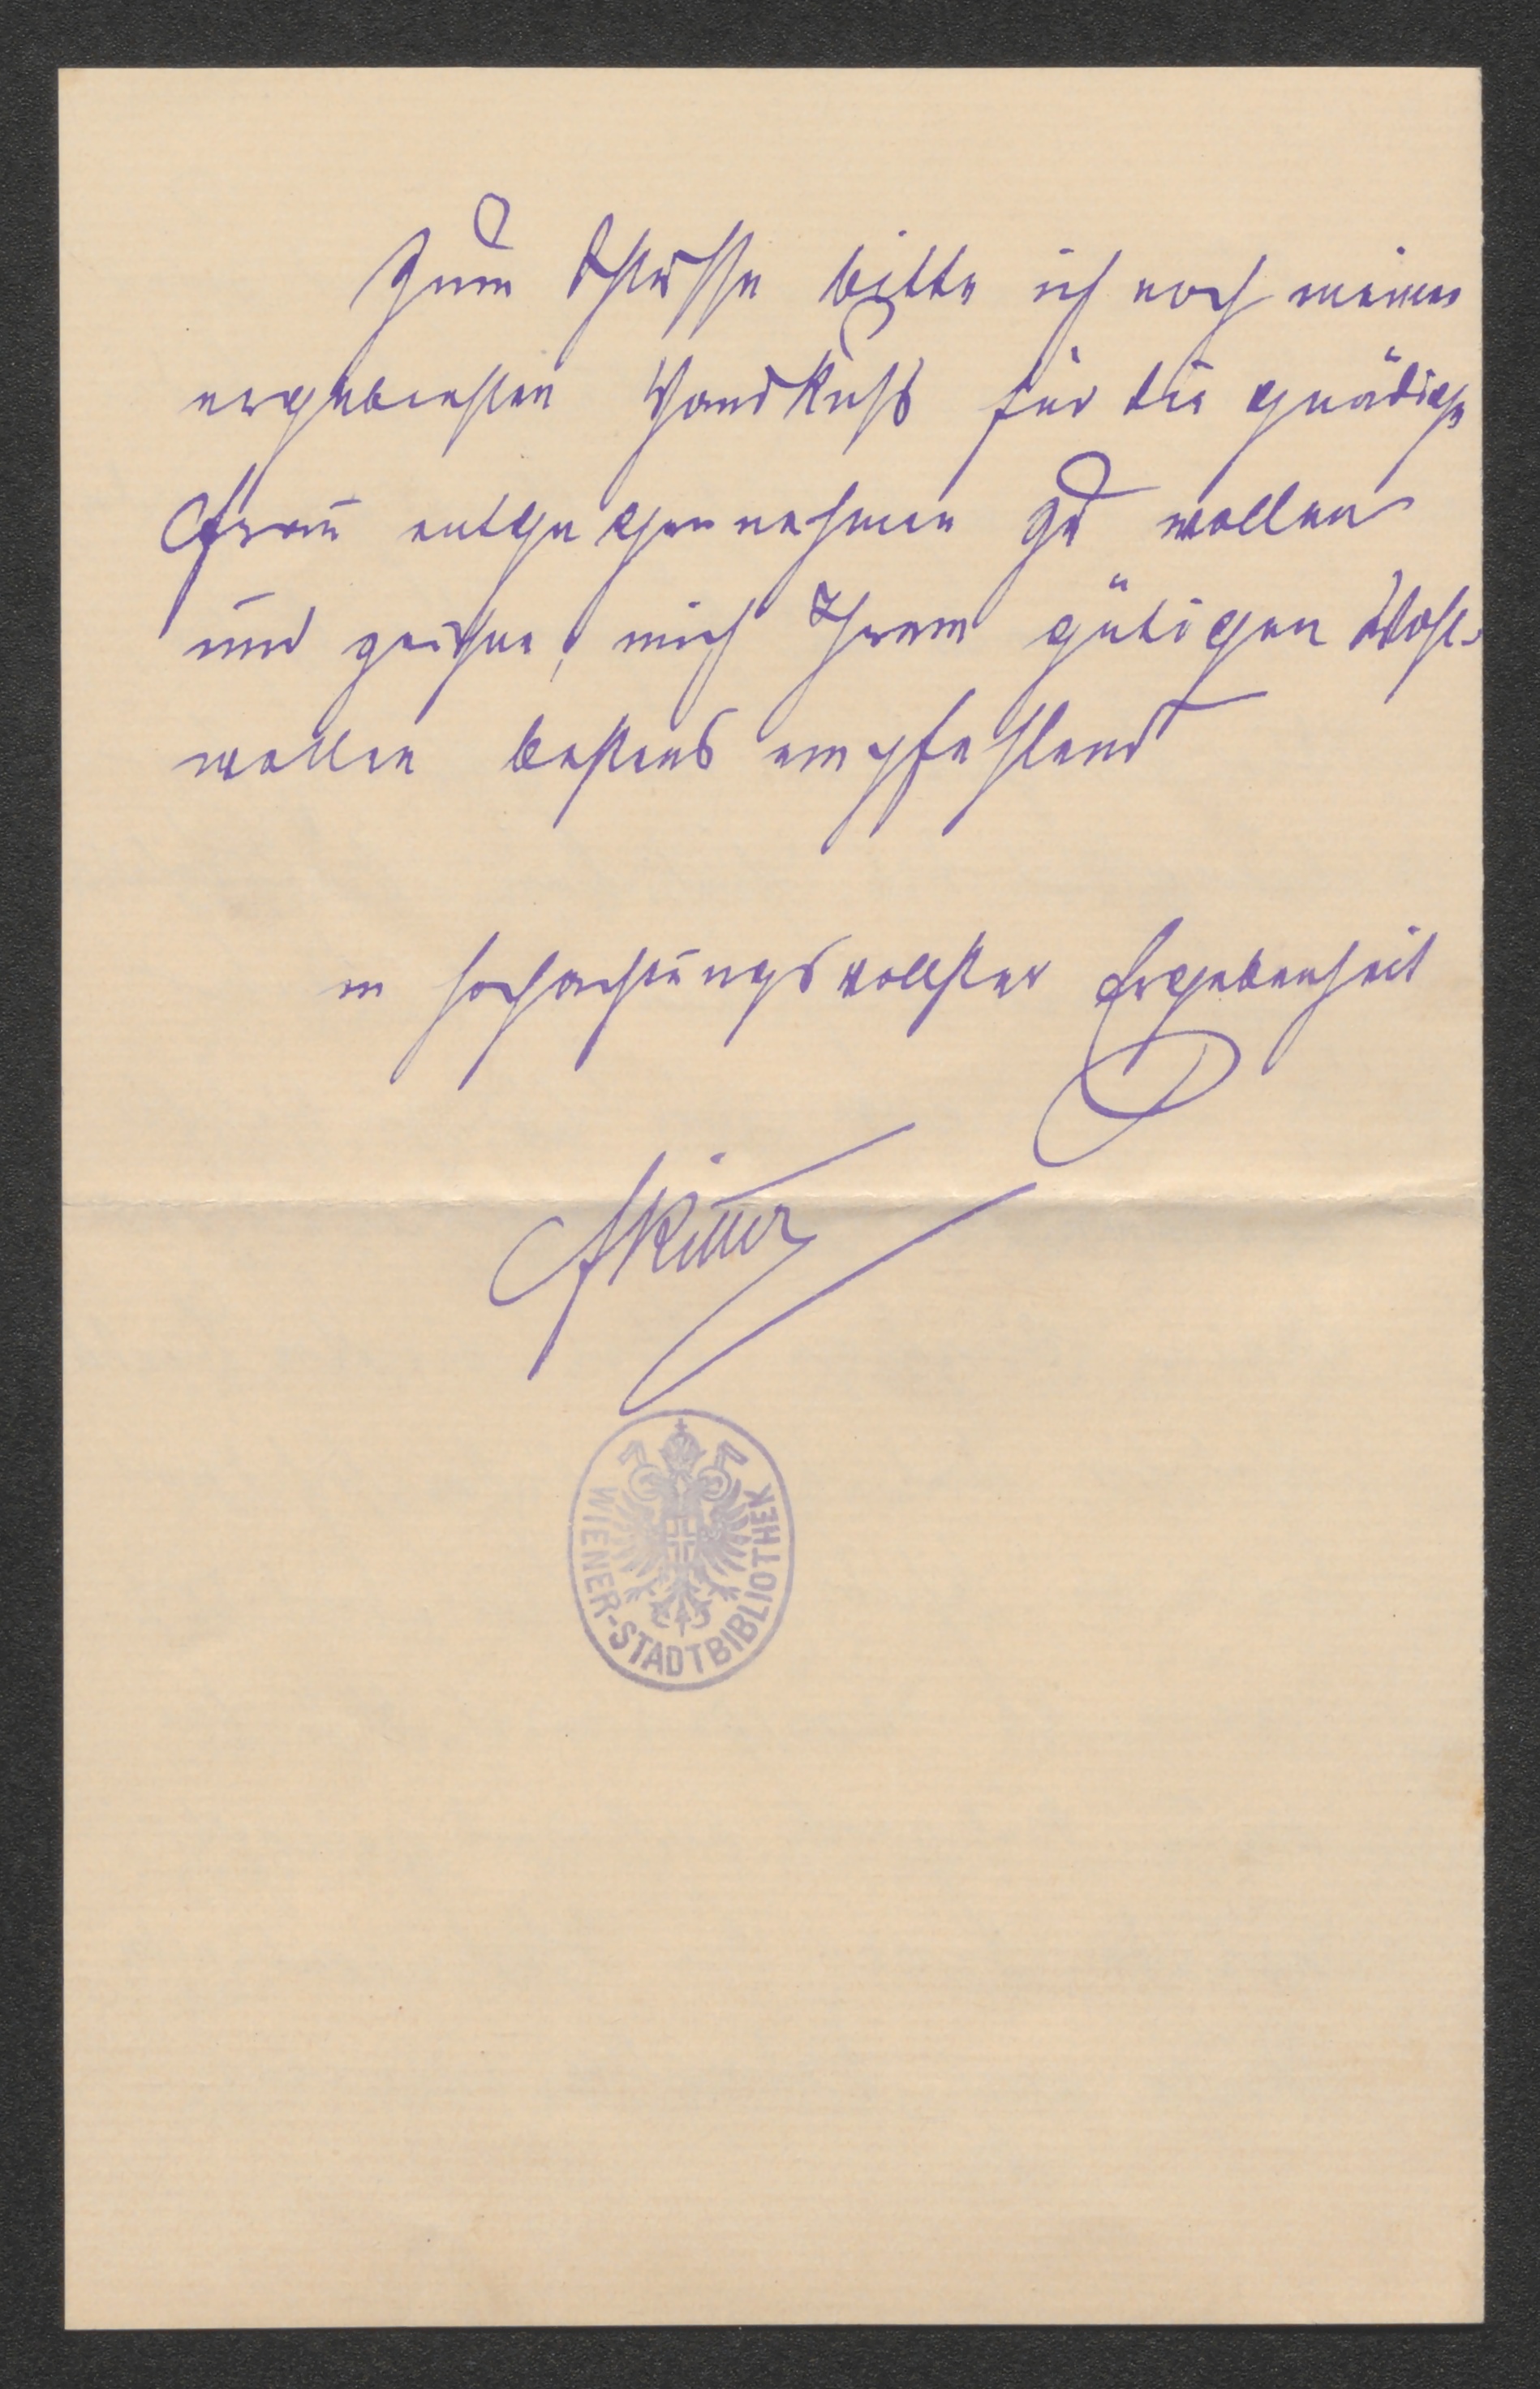 Zum Schlusse bitte ich noch meinen
ergebensten Handkuß für die gnädige
Frau entgegennehmen zu wollen
und zeichne, mich Ihrem gütigen Wohl-
wollen bestens empfehlend
in hochachtungsvollster Ergebenheit
FRitter
WIENER-STADTBIBLIOTHEK